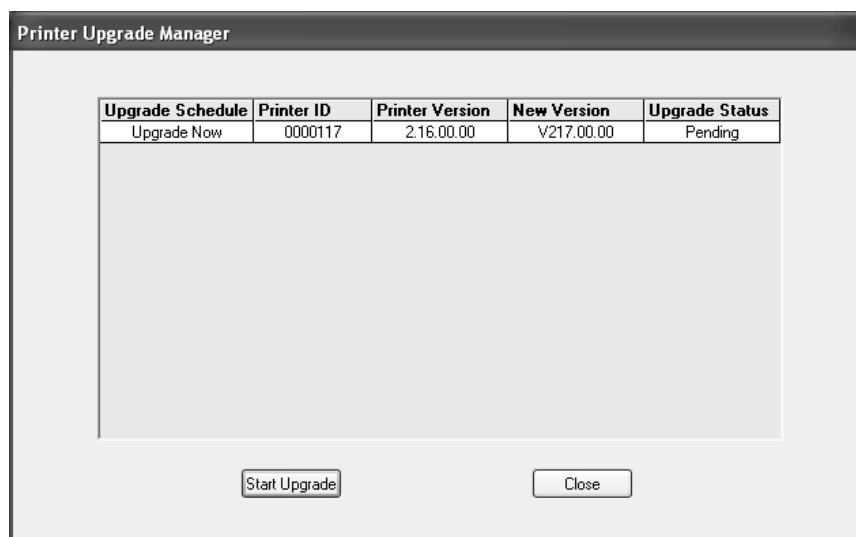 Printer Upgrade Manager
Upgrade Schedule Printer ID Printer Version New Version Upgrade Status
Upgrade Now 0000117 2.16.00.00 V217.00.00 Pending
Start Upgrade Close